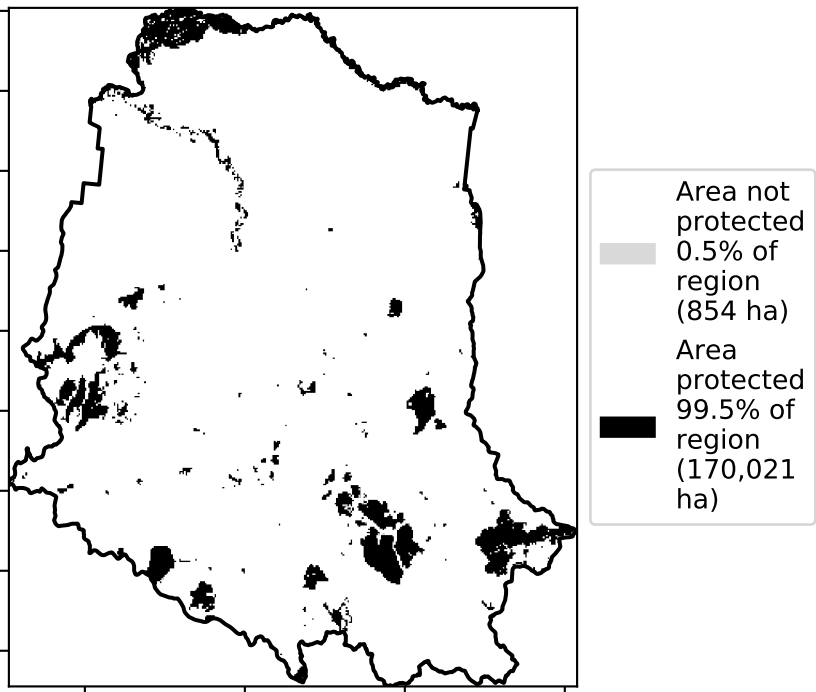 Area not
protected
0.5% of
region
(854 ha)
Area
protected
99.5% of
region
(170,021
ha)